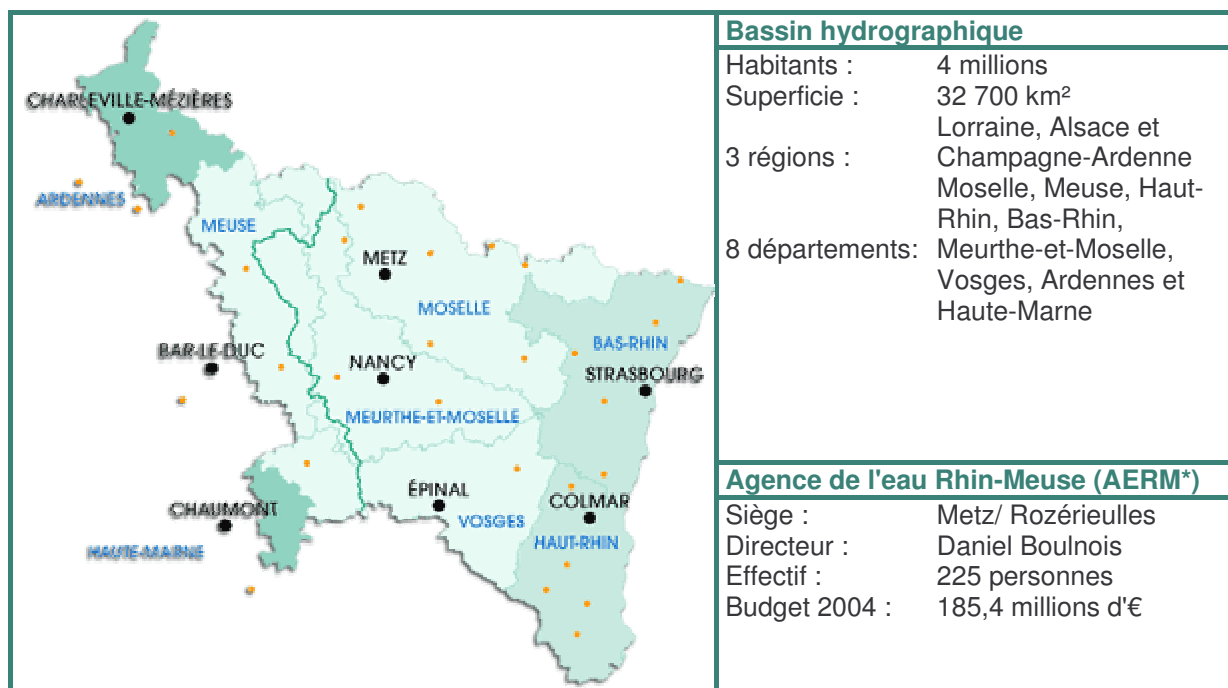 CHARLEVILLE-MÉZIÈRES
ARDENNES
MEUSE
METZ
MOSELLE
BAS-RHIN
BAR-LE-DUC
NANCY
STRASBOURG
MEURTHE-ET-MOSELLE
ÉPINAL
COLMAR
CHAUMONT
VOSGES
HAUT-RHIN
HAUTE-MARNE
Bassin hydrographique
Habitants : 4 millions
Superficie : 32 700 km²
Lorraine, Alsace et
3 régions : Champagne-Ardenne
Moselle, Meuse, Haut-
Rhin, Bas-Rhin,
8 départements: Meurthe-et-Moselle,
Vosges, Ardennes et
Haute-Marne
Agence de l'eau Rhin-Meuse (AERM*)
Siège : Metz/ Rozérieulles
Directeur : Daniel Boulnois
Effectif : 225 personnes
Budget 2004 : 185,4 millions d'€